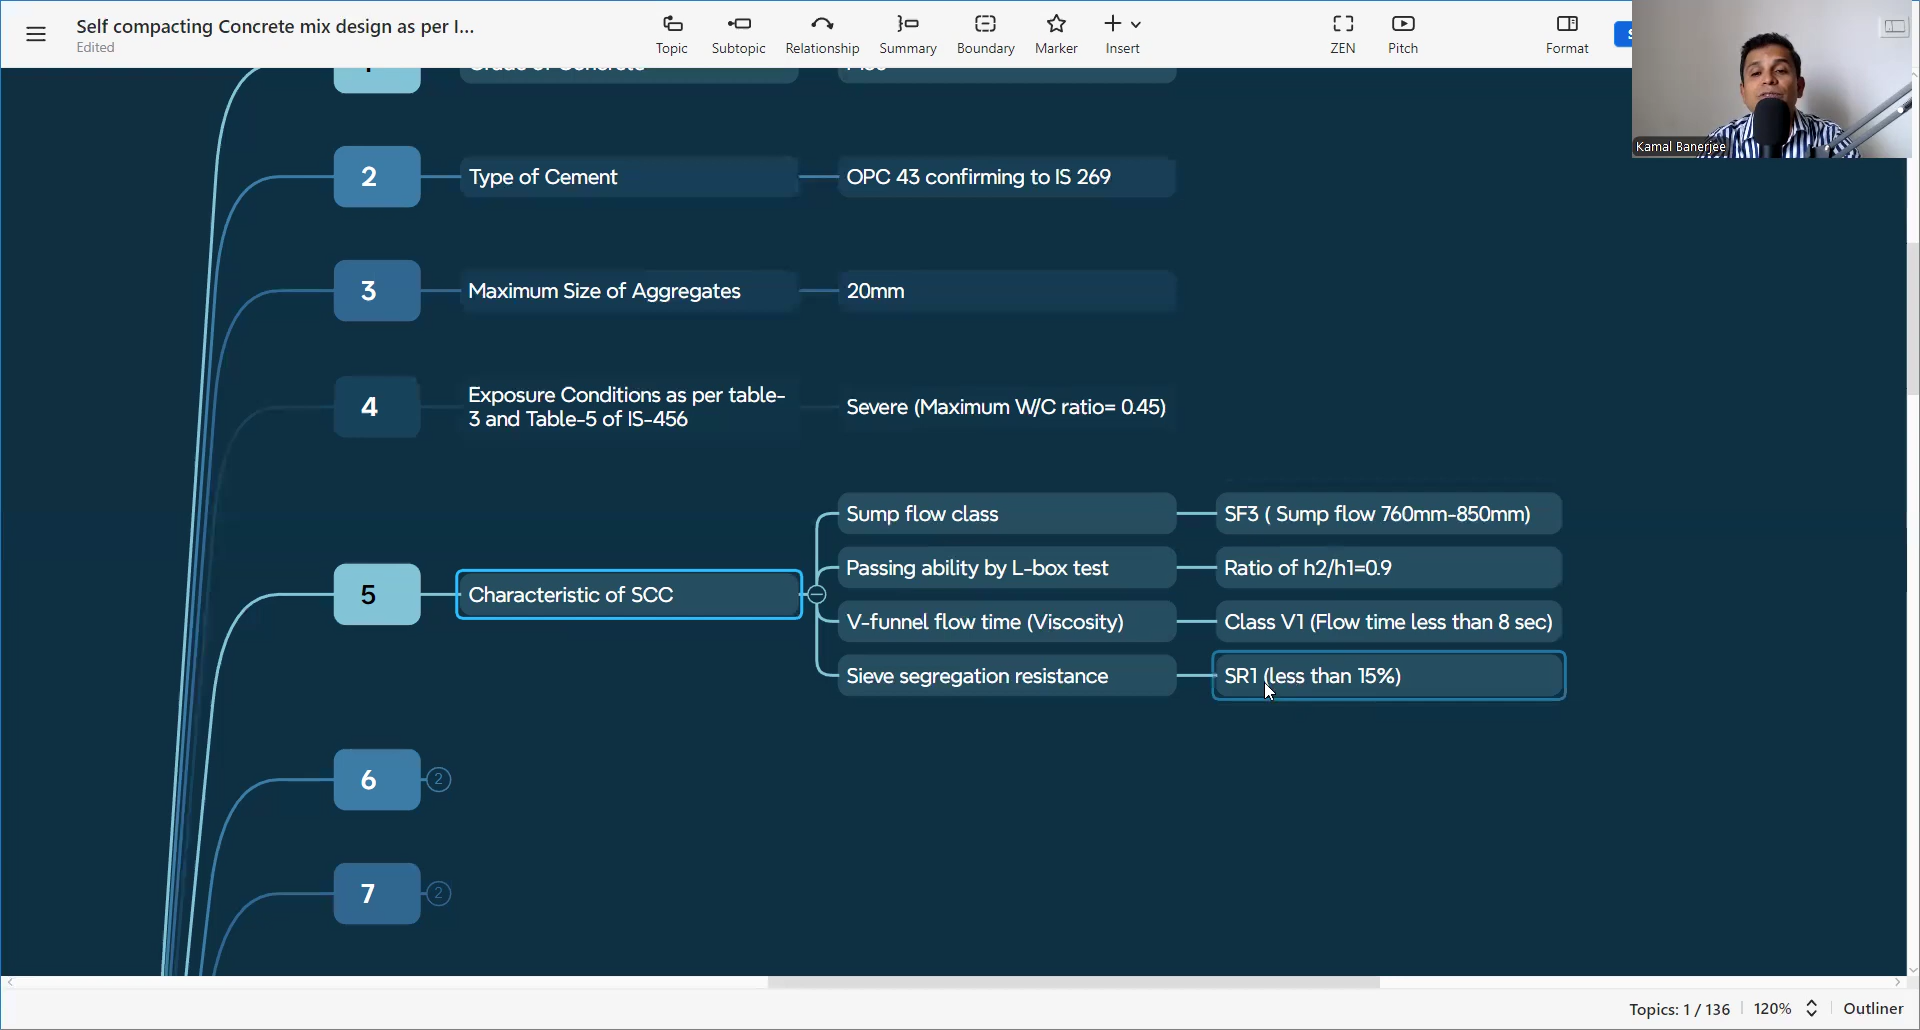 Self compacting Concrete mix design as per I...
Edited
Topic
Subtopic
Relationship
Summary
Boundary
Marker
Insert
ZEN
Pitch
Format
Kamal Banerjee
2
Type of Cement
OPC 43 confirming to IS 269
3
Maximum Size of Aggregates
20mm
4
Exposure Conditions as per table-
3 and Table-5 of IS-456
Severe (Maximum W/C ratio= 0.45)
5
Characteristic of SCC
Sump flow class
SF3 ( Sump flow 760mm-850mm)
Passing ability by L-box test
Ratio of h2/h1=0.9
V-funnel flow time (Viscosity)
Class V1 (Flow time less than 8 sec)
Sieve segregation resistance
SR1 (less than 15%)
6
2
7
2
Topics: 1 / 136
120%
Outliner